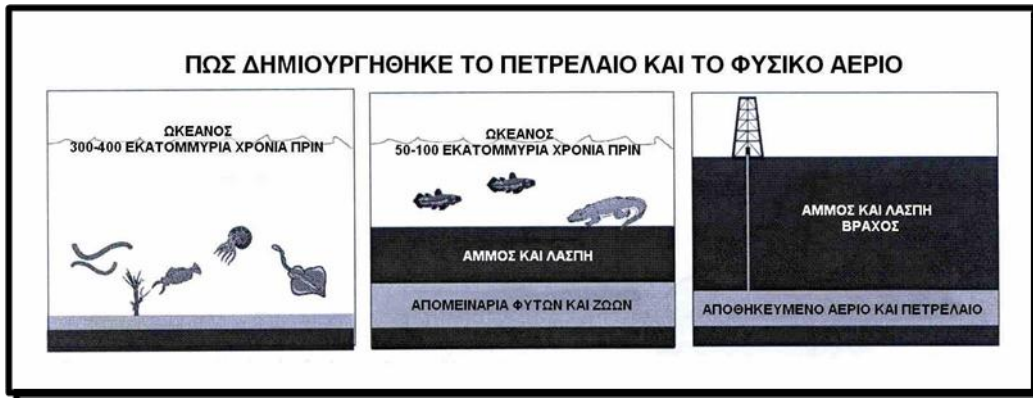 ΠΩΣ ΔΗΜΙΟΥΡΓΗΘΗΚΕ ΤΟ ΠΕΤΡΕΛΑΙΟ ΚΑΙ ΤΟ ΦΥΣΙΚΟ ΑΕΡΙΟ
ΩΚΕΑΝΟΣ
300-400 ΕΚΑΤΟΜΜΥΡΙΑ ΧΡΟΝΙΑ ΠΡΙΝ
ΩΚΕΑΝΟΣ
50-100 ΕΚΑΤΟΜΜΥΡΙΑ ΧΡΟΝΙΑ ΠΡΙΝ
ΑΜΜΟΣ ΚΑΙ ΛΑΣΠΗ
ΑΠΟΜΕΙΝΑΡΙΑ ΦΥΤΩΝ ΚΑΙ ΖΩΩΝ
ΑΜΜΟΣ ΚΑΙ ΛΑΣΠΗ
ΒΡΑΧΟΣ
ΑΠΟΘΗΚΕΥΜΕΝΟ ΑΕΡΙΟ ΚΑΙ ΠΕΤΡΕΛΑΙΟ